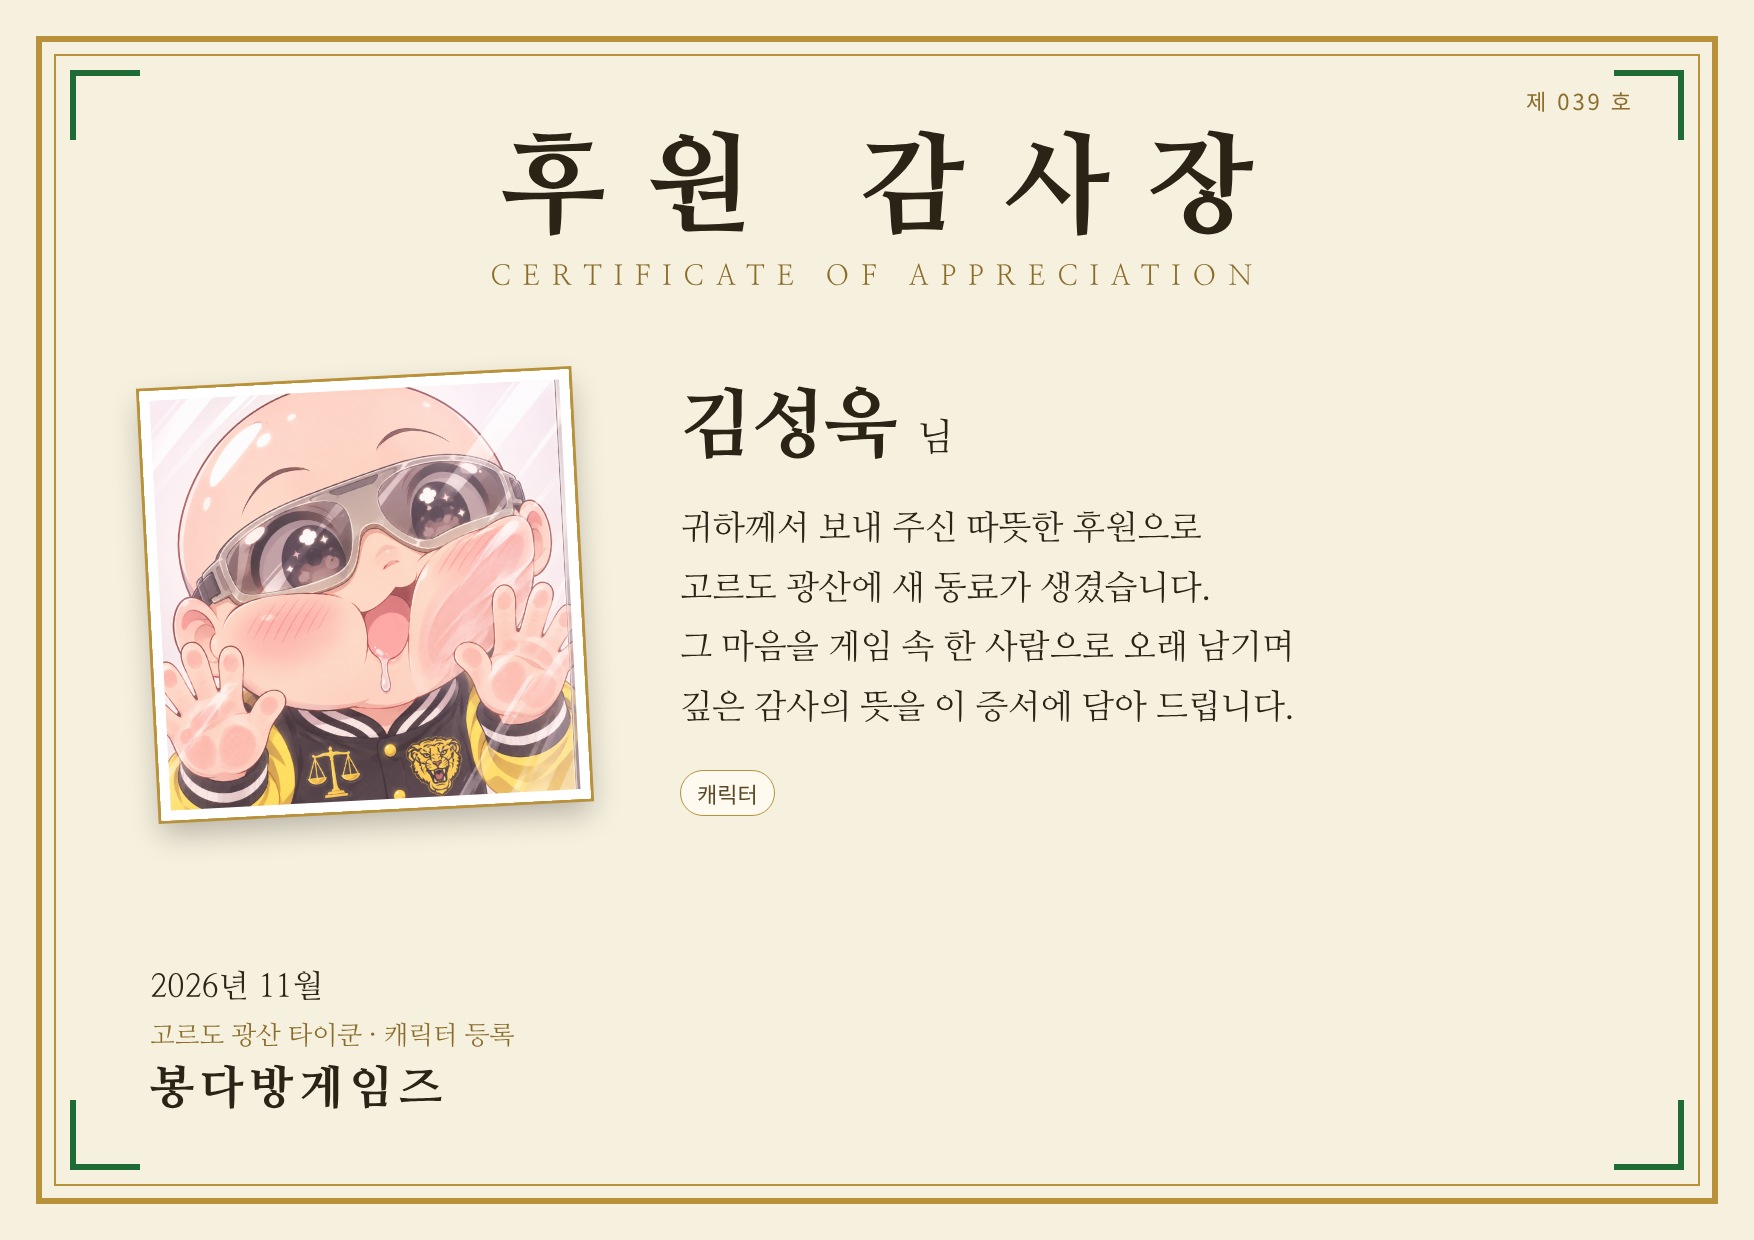 제 039 호
후원 감사장
CERTIFICATE OF APPRECIATION
김성욱 님
귀하께서 보내 주신 따뜻한 후원으로
고르도 광산에 새 동료가 생겼습니다.
그 마음을 게임 속 한 사람으로 오래 남기며
깊은 감사의 뜻을 이 증서에 담아 드립니다.
캐릭터
2026년 11월
고르도 광산 타이쿤 · 캐릭터 등록
봉다방게임즈